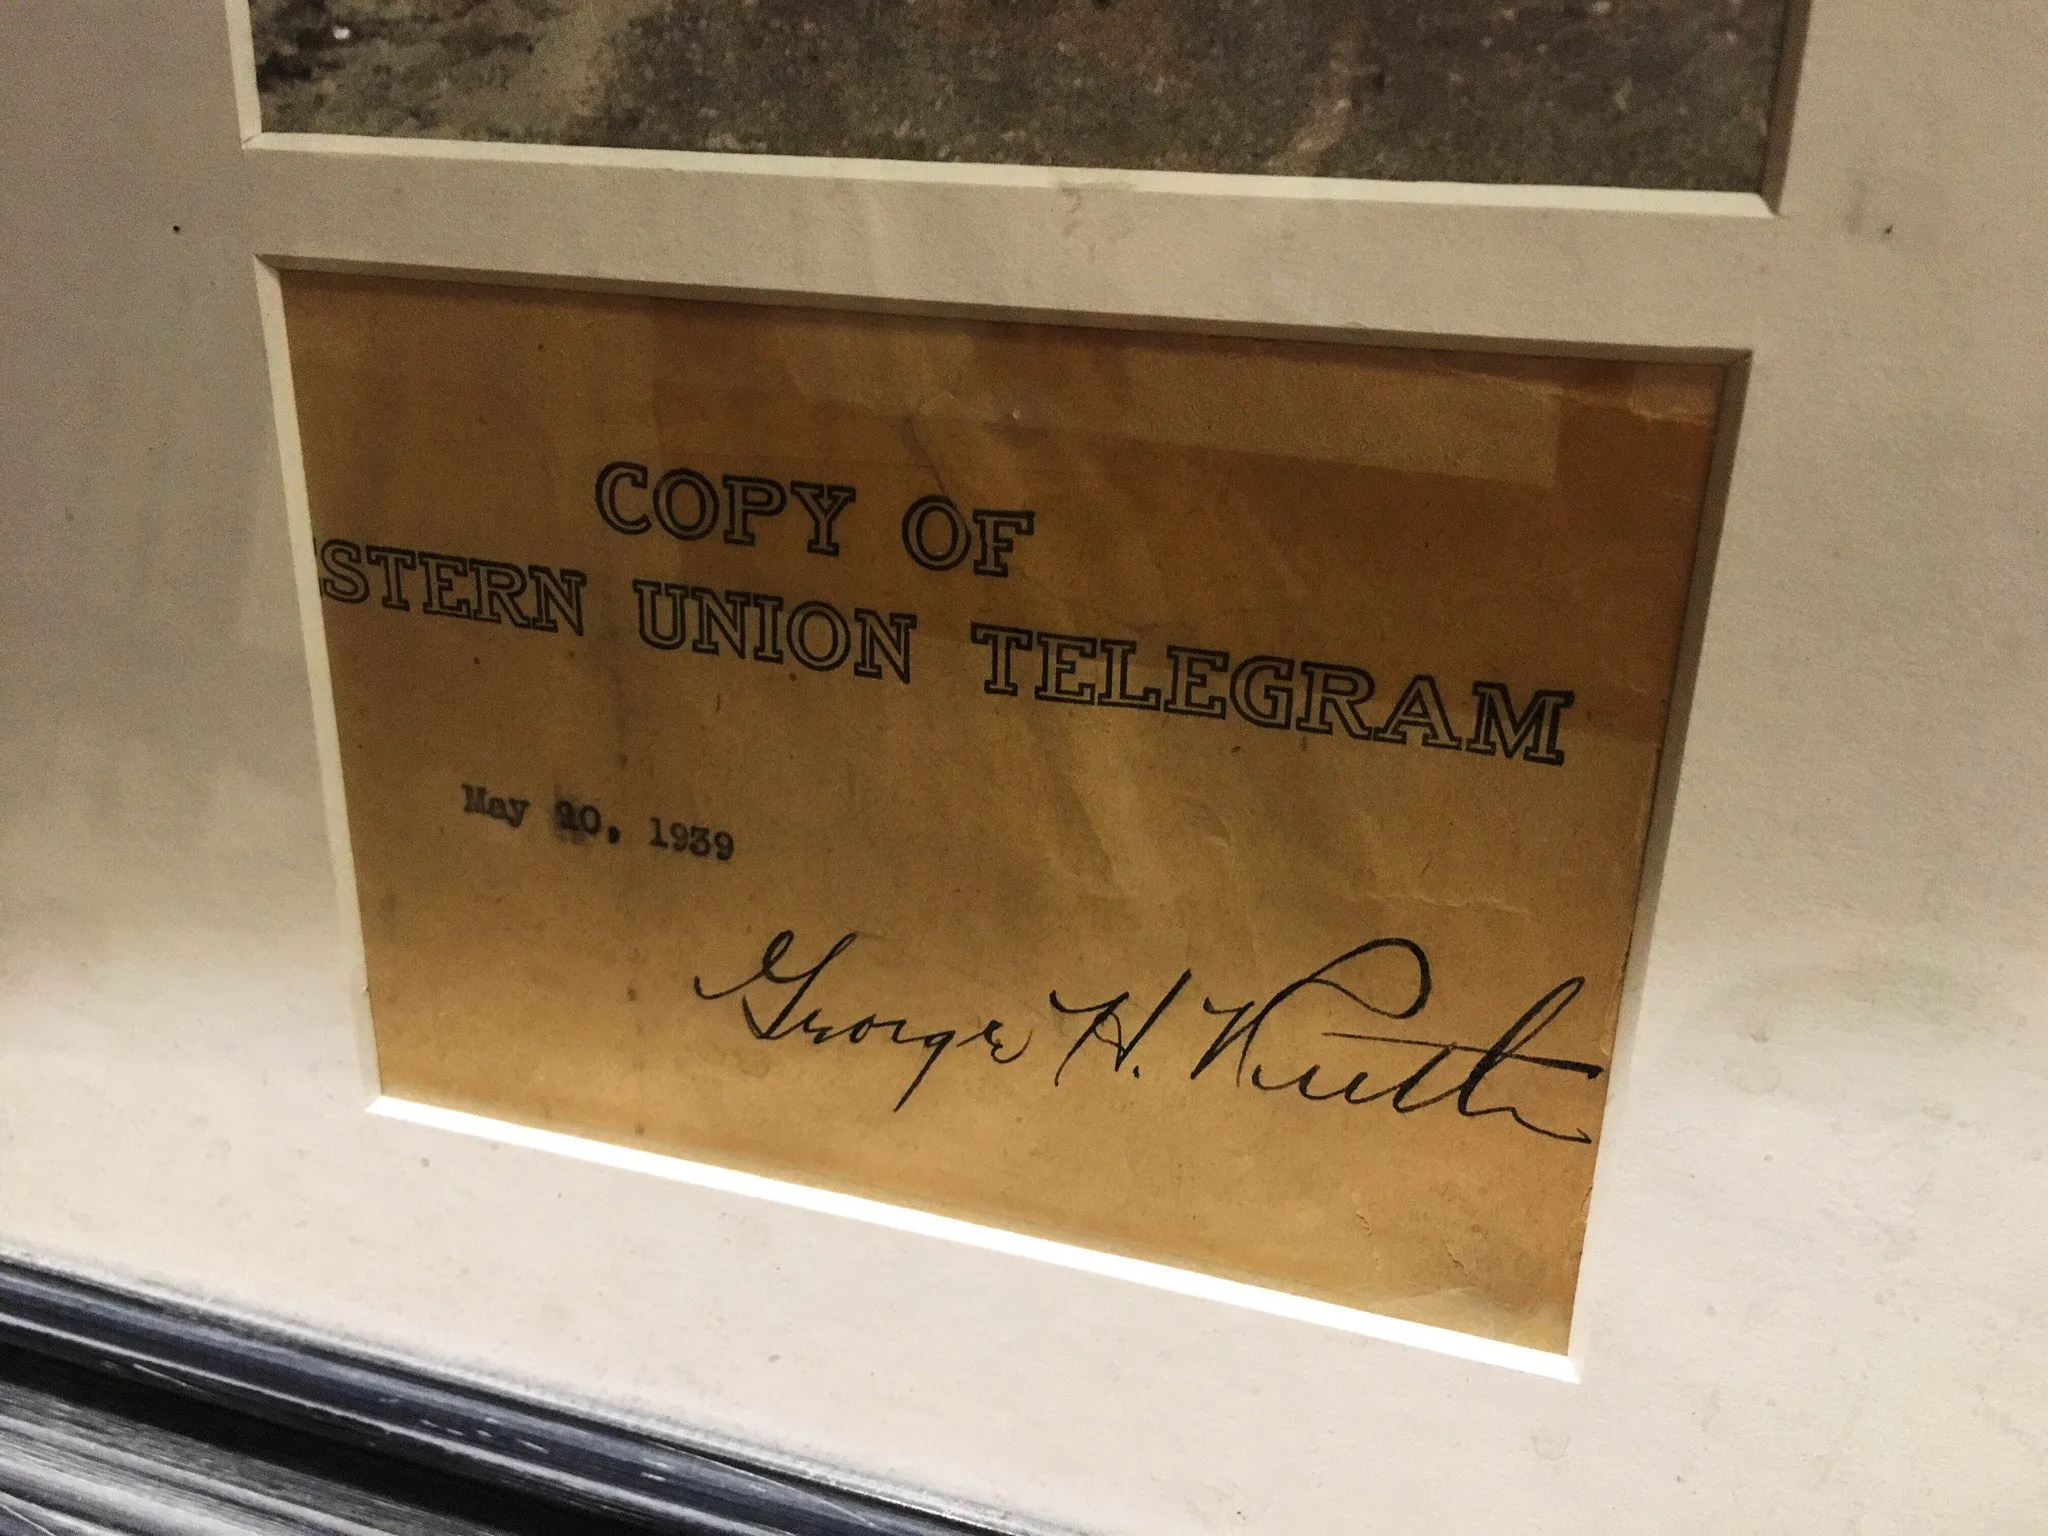 COPY OF
STERN UNION TELEGRAM
May 20, 1939
George H. Ruth